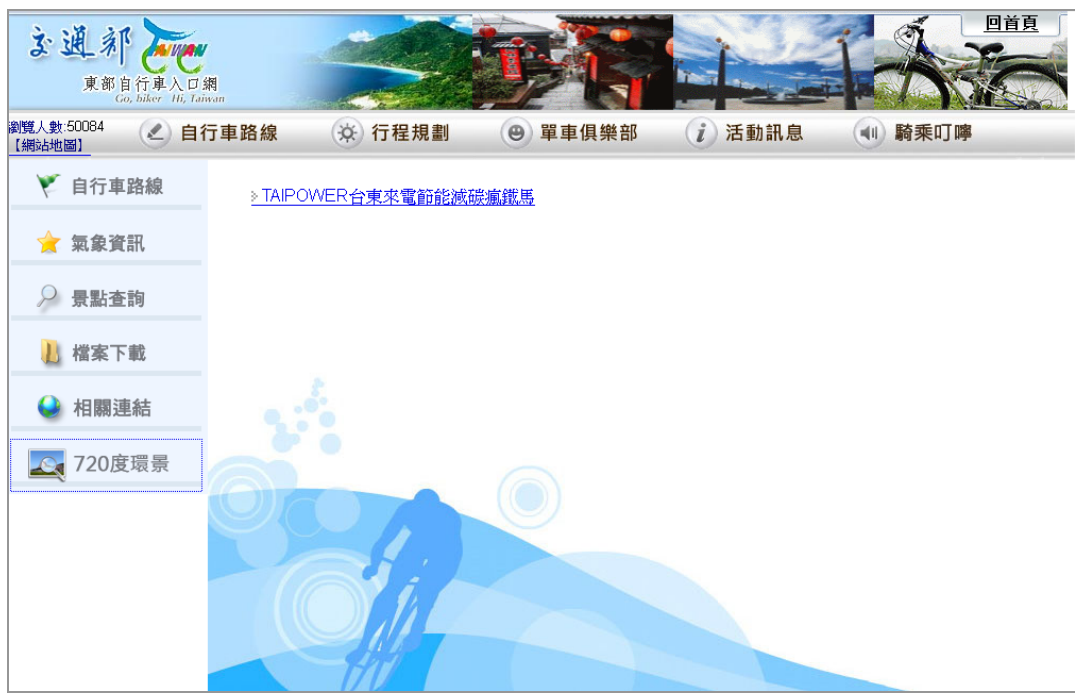 回首頁
交通部 TAIWAN
東部自行車入口網
Go, biker Hi, Taiwan
瀏覽人數:50084
【網站地圖】
自行車路線 行程規劃 單車俱樂部 活動訊息 騎乘叮嚀
自行車路線
TAIPOWER台東來電節能減碳瘋鐵馬
氣象資訊
景點查詢
檔案下載
相關連結
720度環景